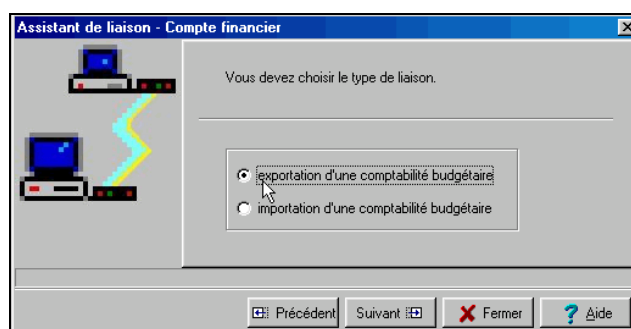 Assistant de liaison - Compte financier
Vous devez choisir le type de liaison.
exportation d'une comptabilité budgétaire
importation d'une comptabilité budgétaire
Précédent Suivant Fermer Aide